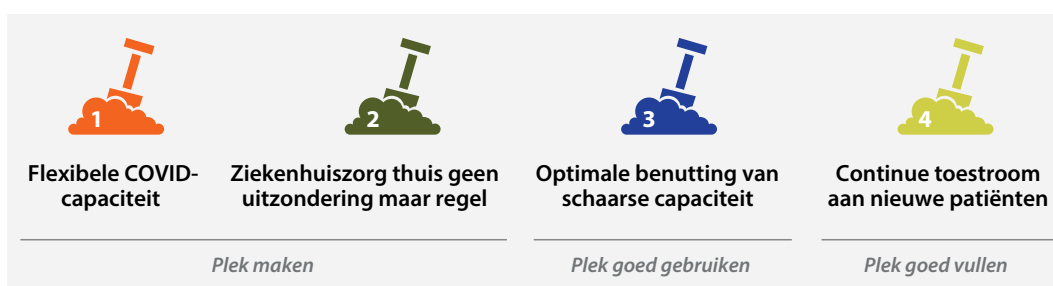 1
Flexibele COVID-
capaciteit
2
Ziekenhuiszorg thuis geen
uitzondering maar regel
3
Optimale benutting van
schaarse capaciteit
4
Continue toestroom
aan nieuwe patiënten
Plek maken
Plek goed gebruiken
Plek goed vullen